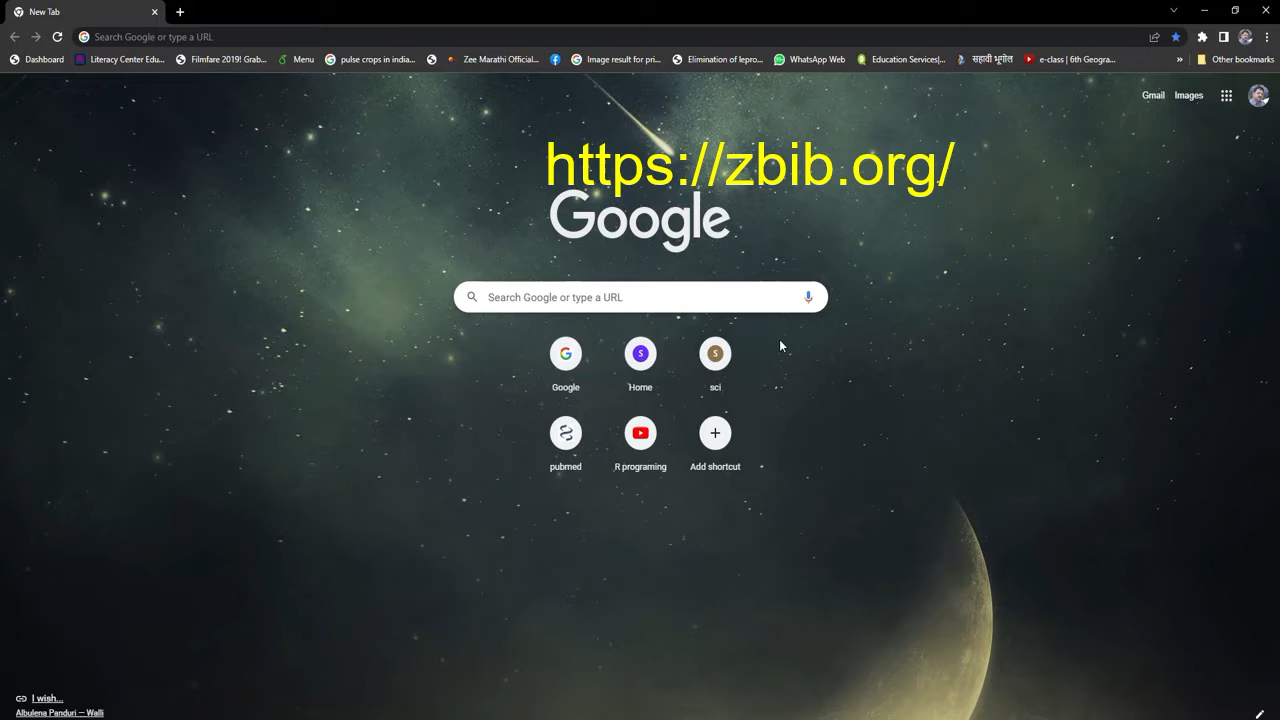 New Tab
Search Google or type a URL
Dashboard
Literacy Center Edu...
Filmfare 2019! Grab...
Menu
pulse crops in india...
Zee Marathi Official...
Image result for pri...
Elimination of lepro...
WhatsApp Web
Education Services|...
सहावी भूगोल
e-class | 6th Geogra...
»
Other bookmarks
Gmail
Images
https://zbib.org/
Google
Search Google or type a URL
S
S
Google
Home
sci
pubmed
R programing
Add shortcut
I wish...
Albulena Panduri — Walli